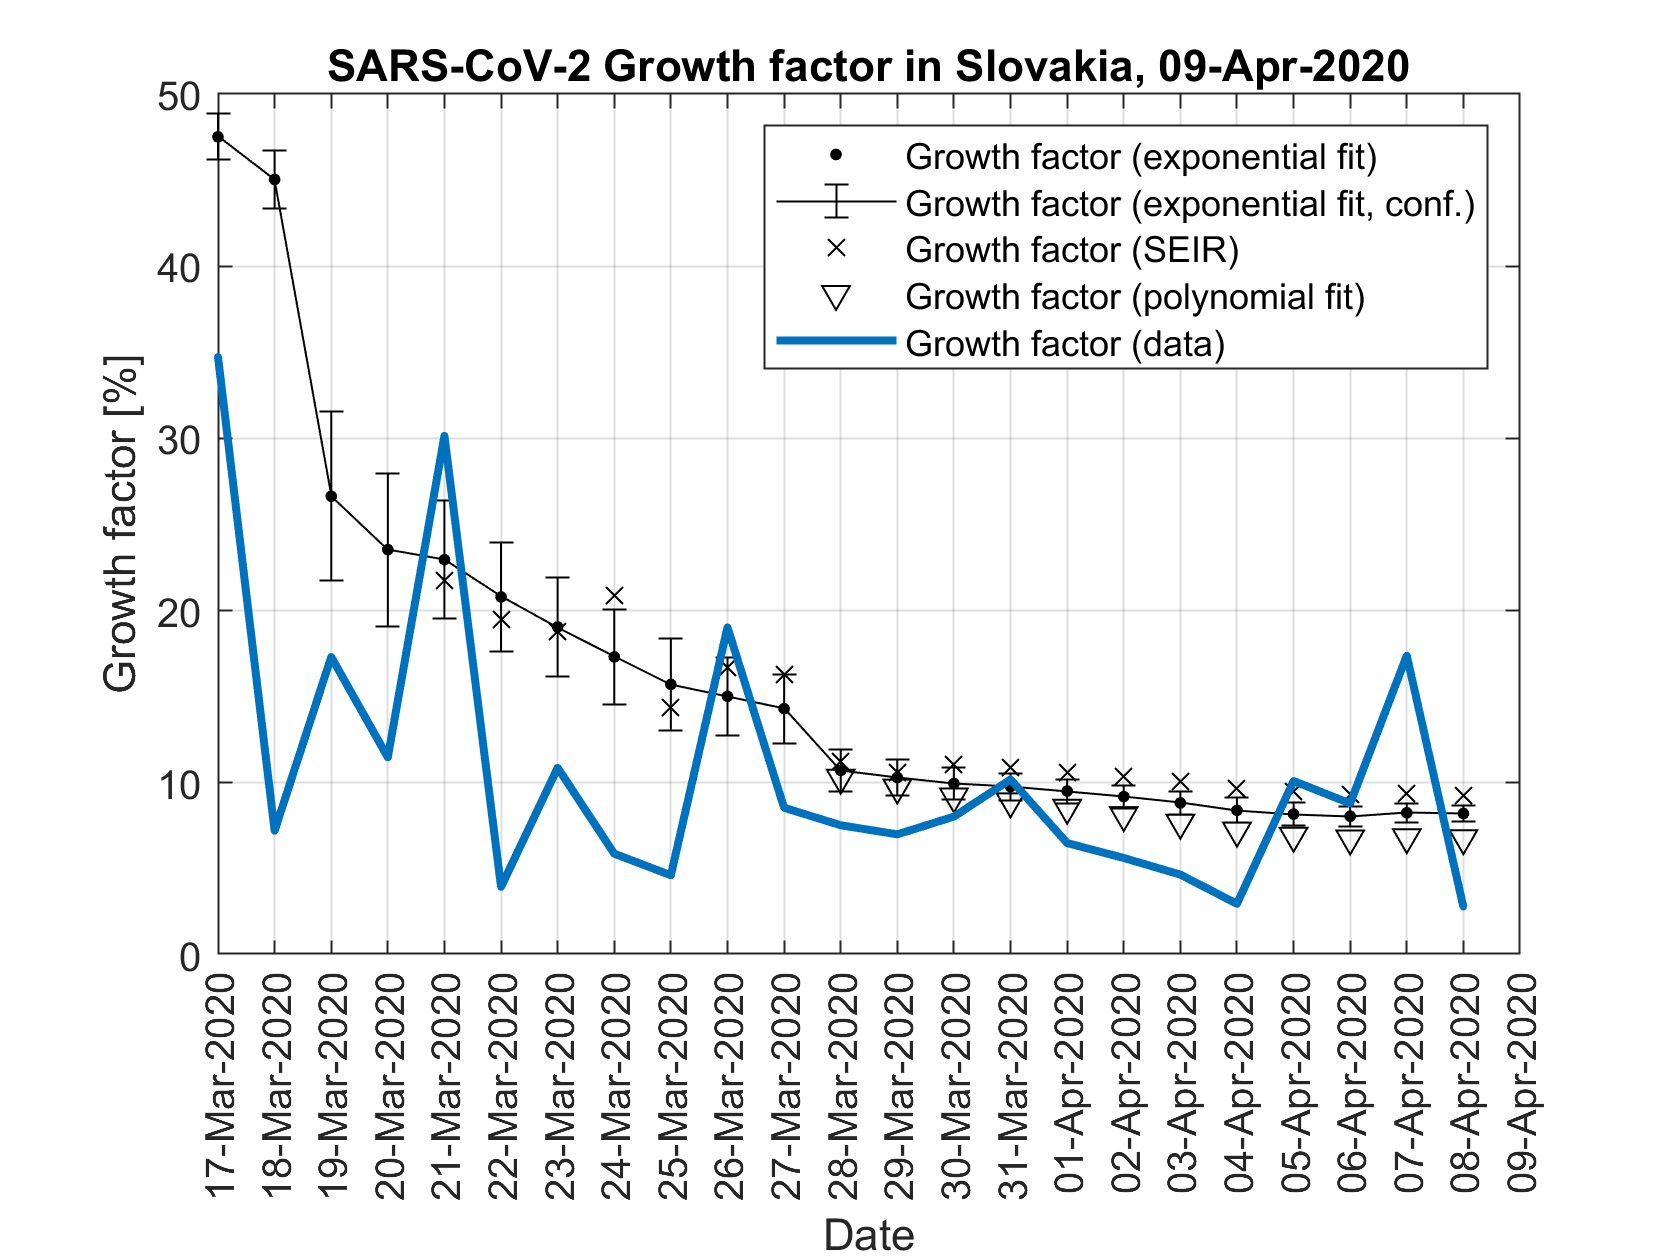 SARS-CoV-2 Growth factor in Slovakia, 09-Apr-2020
50
40
30
20
10
0
Growth factor [%]
Growth factor (exponential fit)
Growth factor (exponential fit, conf.)
Growth factor (SEIR)
Growth factor (polynomial fit)
Growth factor (data)
17-Mar-2020
18-Mar-2020
19-Mar-2020
20-Mar-2020
21-Mar-2020
22-Mar-2020
23-Mar-2020
24-Mar-2020
25-Mar-2020
26-Mar-2020
27-Mar-2020
28-Mar-2020
29-Mar-2020
30-Mar-2020
31-Mar-2020
01-Apr-2020
02-Apr-2020
03-Apr-2020
04-Apr-2020
05-Apr-2020
06-Apr-2020
07-Apr-2020
08-Apr-2020
09-Apr-2020
Date